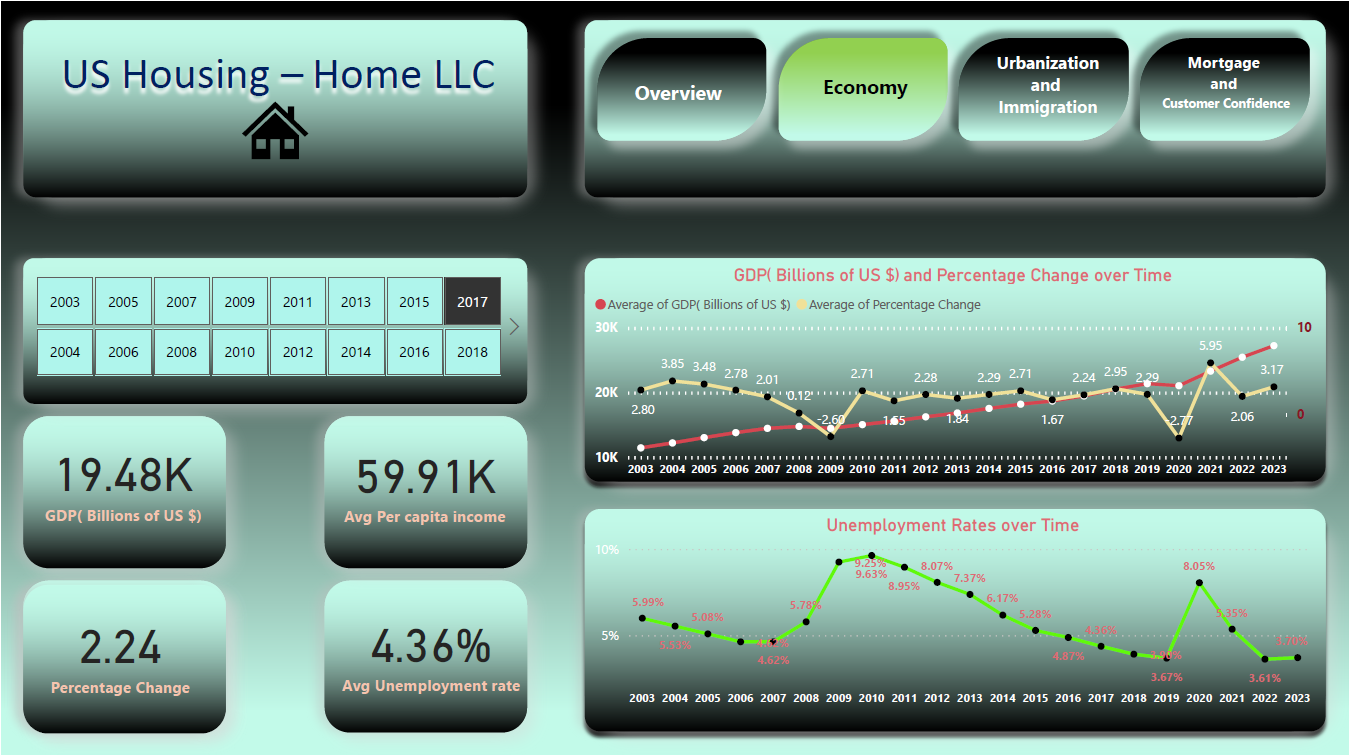 US Housing – Home LLC
Overview
Economy
Urbanization
and
Immigration
Mortgage
and
Customer Confidence
2003 2005 2007 2009 2011 2013 2015 2017
2004 2006 2008 2010 2012 2014 2016 2018
19.48K
GDP( Billions of US $)
59.91K
Avg Per capita income
2.24
Percentage Change
4.36%
Avg Unemployment rate
GDP( Billions of US $) and Percentage Change over Time
Average of GDP( Billions of US $) Average of Percentage Change
30K
20K
10K
10
0
2.80 3.85 3.48 2.78 2.01 0.12 -2.60 2.71 1.55 2.28 1.84 2.29 2.71 1.67 2.24 2.95 2.29 -2.77 5.95 2.06 3.17
2003 2004 2005 2006 2007 2008 2009 2010 2011 2012 2013 2014 2015 2016 2017 2018 2019 2020 2021 2022 2023
Unemployment Rates over Time
10%
5%
5.99% 5.53% 5.08% 4.62% 5.78% 9.25% 9.63% 8.95% 8.07% 7.37% 6.17% 5.28% 4.87% 4.36% 3.67% 8.05% 5.35% 3.61% 3.70%
2003 2004 2005 2006 2007 2008 2009 2010 2011 2012 2013 2014 2015 2016 2017 2018 2019 2020 2021 2022 2023